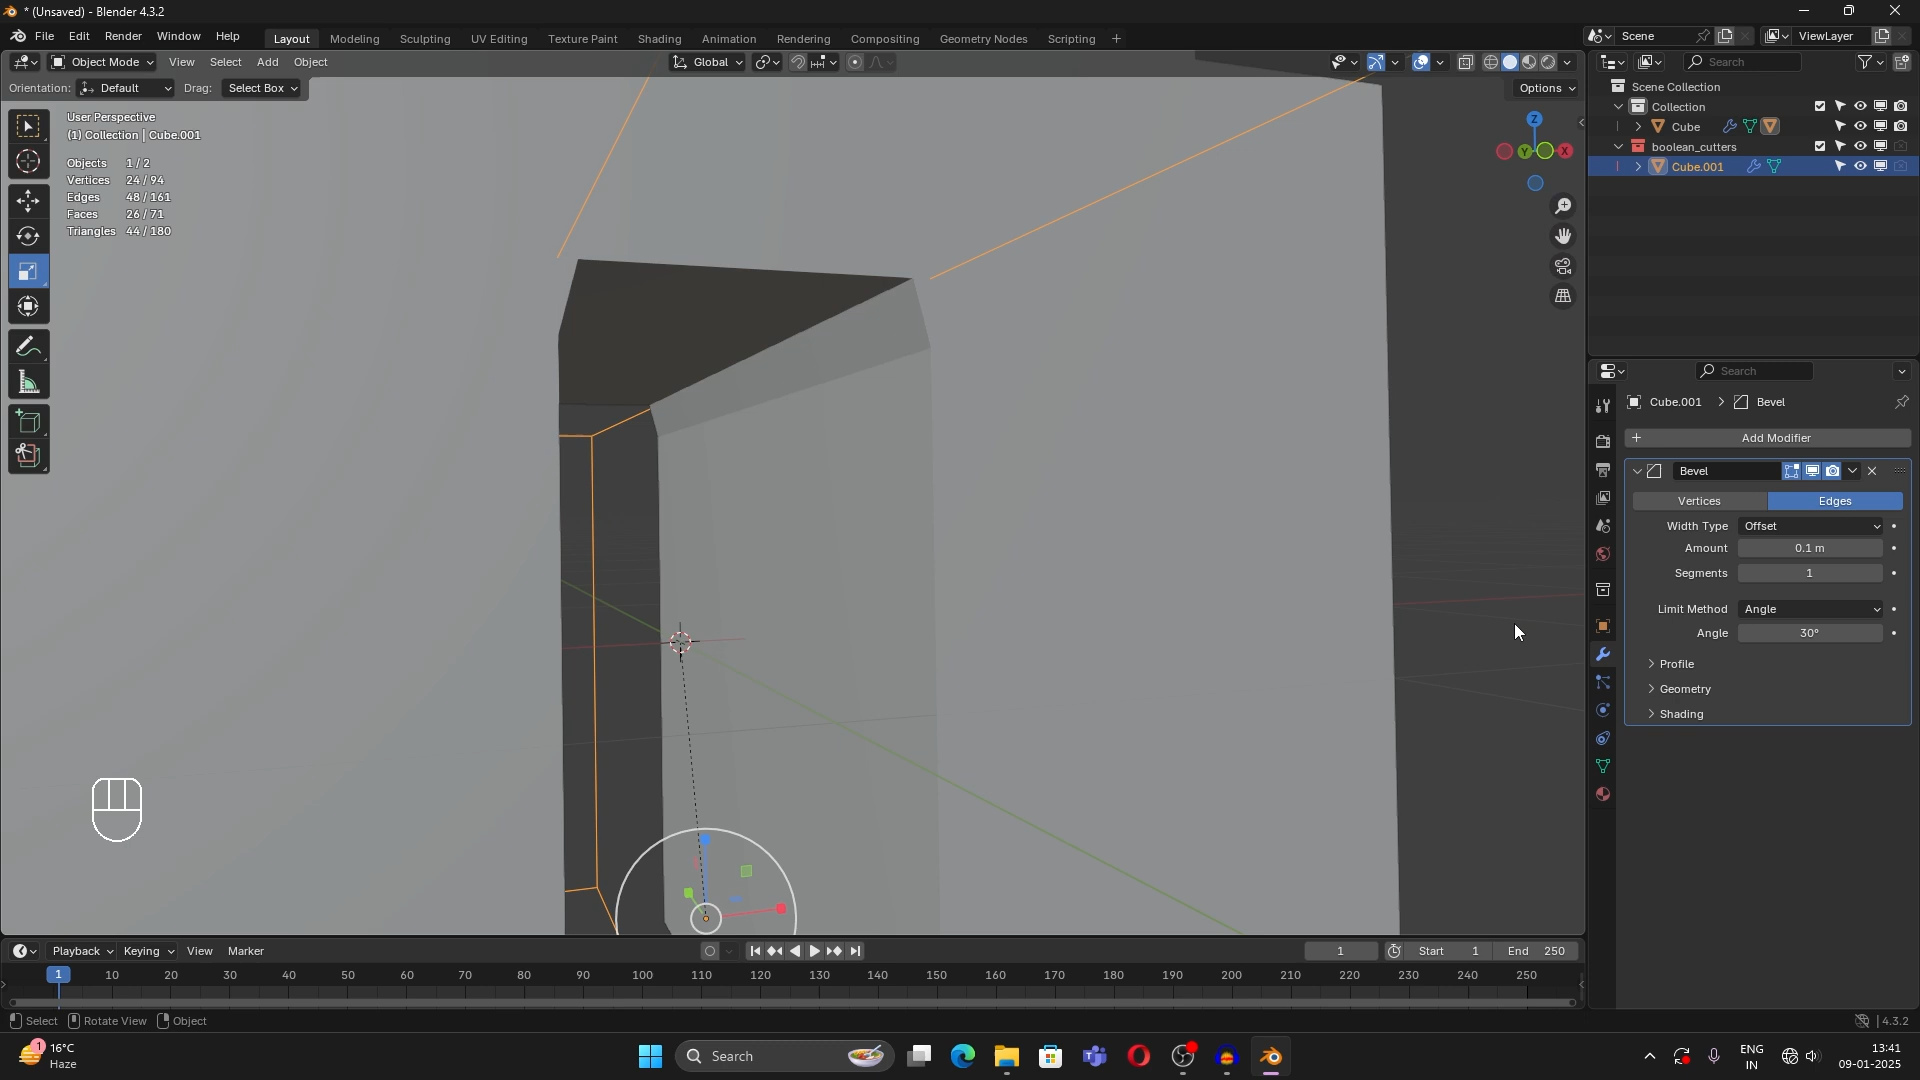 * (Unsaved) - Blender 4.3.2
File Edit Render Window Help Layout Modeling Sculpting UV Editing Texture Paint Shading Animation Rendering Compositing Geometry Nodes Scripting + Scene ViewLayer
Object Mode View Select Add Object Global Search
Orientation: Default Drag: Select Box Options
User Perspective
(1) Collection | Cube.001
Objects 1 / 2
Vertices 24 / 94
Edges 48 / 161
Faces 26 / 71
Triangles 44 / 180
Z
Y
X
Scene Collection
Collection
Cube
boolean_cutters
Cube.001
Search
Cube.001 > Bevel
+ Add Modifier
Bevel
Vertices Edges
Width Type Offset
Amount 0.1 m
Segments 1
Limit Method Angle
Angle 30°
Profile
Geometry
Shading
Playback Keying View Marker 1 Start 1 End 250
1 10 20 30 40 50 60 70 80 90 100 110 120 130 140 150 160 170 180 190 200 210 220 230 240 250
Select Rotate View Object 4.3.2
1 16°C
Haze
Search
ENG
IN
13:41
09-01-2025